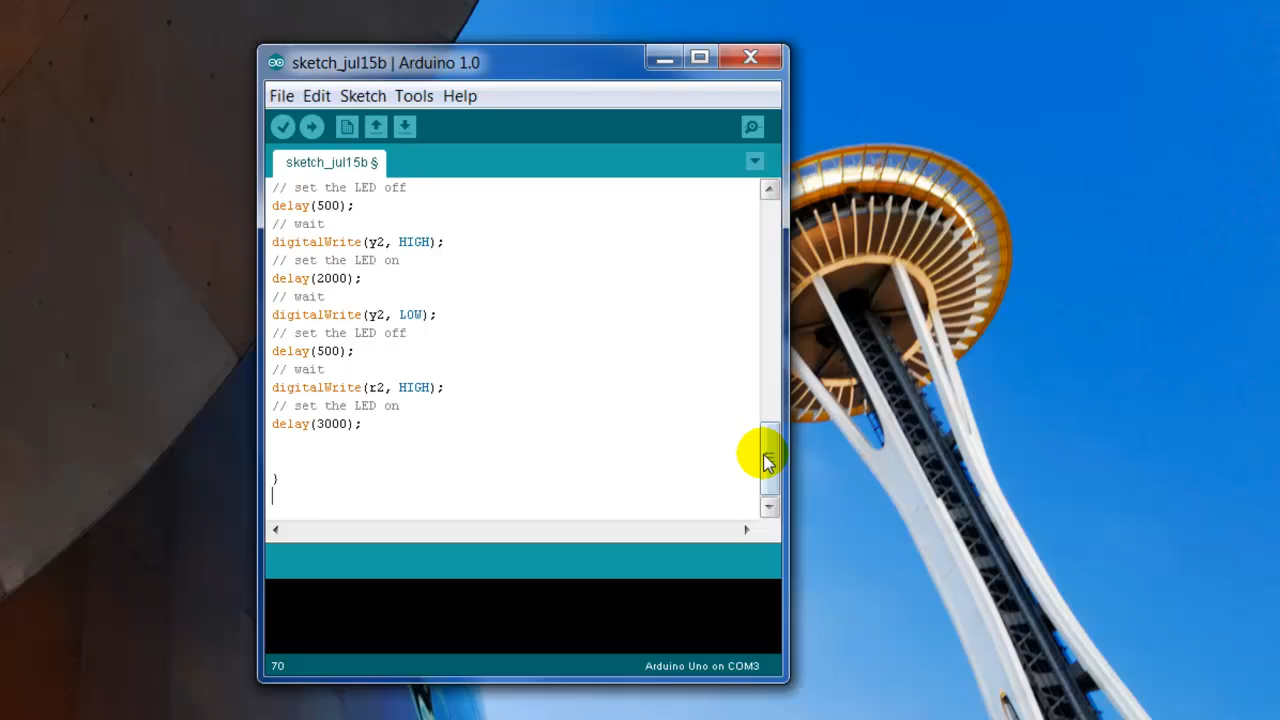 sketch_jul15b | Arduino 1.0
File Edit Sketch Tools Help
sketch_jul15b §
// set the LED off
delay(500);
// wait
digitalWrite(y2, HIGH);
// set the LED on
delay(2000);
// wait
digitalWrite(y2, LOW);
// set the LED off
delay(500);
// wait
digitalWrite(r2, HIGH);
// set the LED on
delay(3000);
}
70
Arduino Uno on COM3